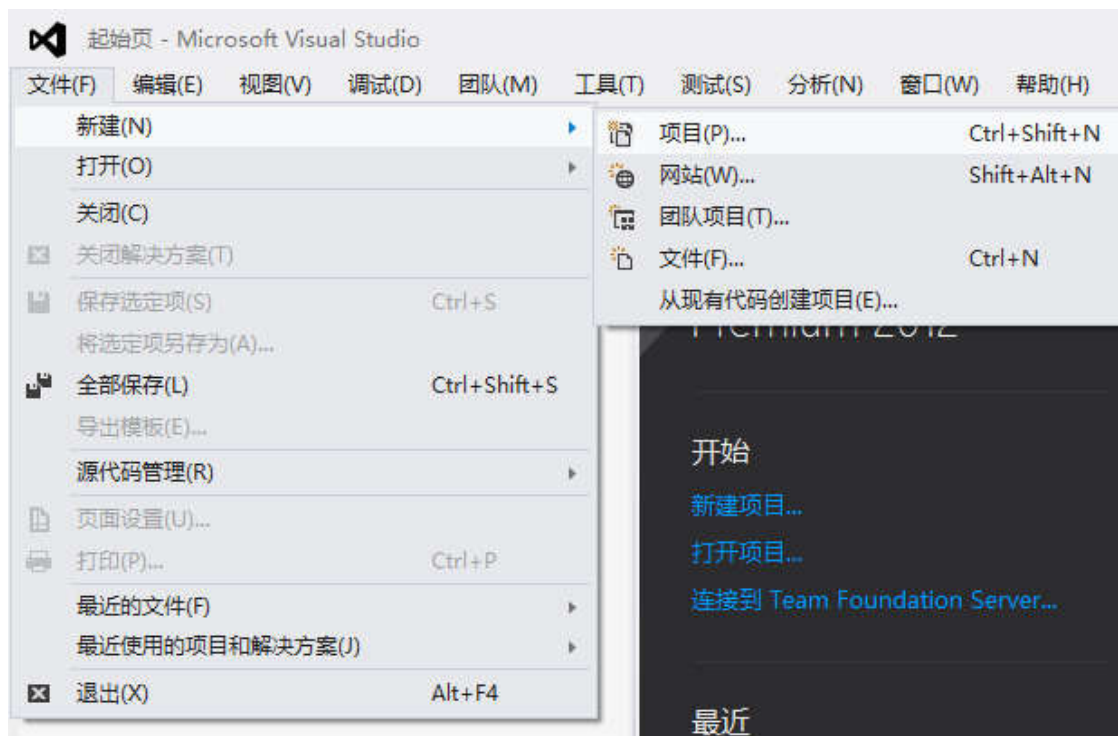 起始页 - Microsoft Visual Studio
文件(F) 编辑(E) 视图(V) 调试(D) 团队(M) 工具(T) 测试(S) 分析(N) 窗口(W) 帮助(H)
新建(N)
打开(O)
关闭(C)
关闭解决方案(T)
保存选定项(S) Ctrl+S
将选定项另存为(A)...
全部保存(L) Ctrl+Shift+S
导出模板(E)...
源代码管理(R)
页面设置(U)...
打印(P)... Ctrl+P
最近的文件(F)
最近使用的项目和解决方案(J)
退出(X) Alt+F4
项目(P)... Ctrl+Shift+N
网站(W)... Shift+Alt+N
团队项目(T)...
文件(F)... Ctrl+N
从现有代码创建项目(E)...
Premium 2012
开始
新建项目...
打开项目...
连接到 Team Foundation Server...
最近